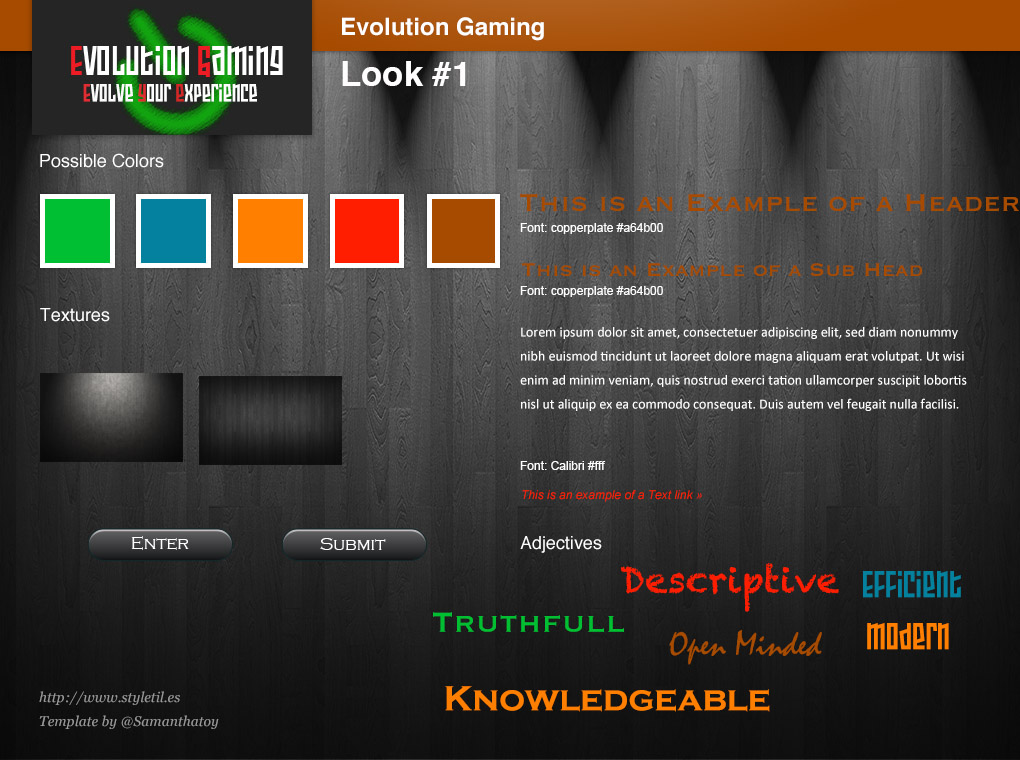 Evolution Gaming
Evolution Gaming
Evolve Your Experience
Look #1
Possible Colors
This is an Example of a Header
Font: copperplate #a64b00
This is an Example of a Sub Head
Font: copperplate #a64b00
Textures
Lorem ipsum dolor sit amet, consectetuer adipiscing elit, sed diam nonummy
nibh euismod tincidunt ut laoreet dolore magna aliquam erat volutpat. Ut wisi
enim ad minim veniam, quis nostrud exerci tation ullamcorper suscipit lobortis
nisl ut aliquip ex ea commodo consequat. Duis autem vel feugait nulla facilisi.
Font: Calibri #fff
This is an example of a Text link »
Enter
Submit
Adjectives
Descriptive
Efficient
Truthfull
Open Minded
Modern
Knowledgeable
http://www.styletil.es
Template by @Samanthatoy